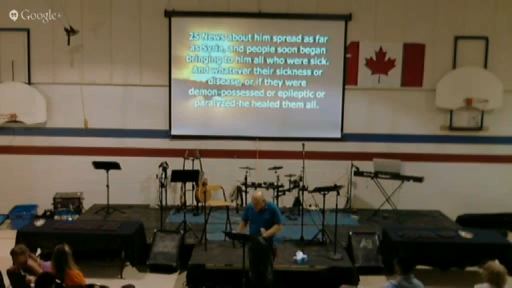 Google+
25 News about him spread as far
as Syria, and people soon began
bringing to him all who were sick.
And whatever their sickness or
disease, or if they were
demon-possessed or epileptic or
paralyzed-he healed them all.